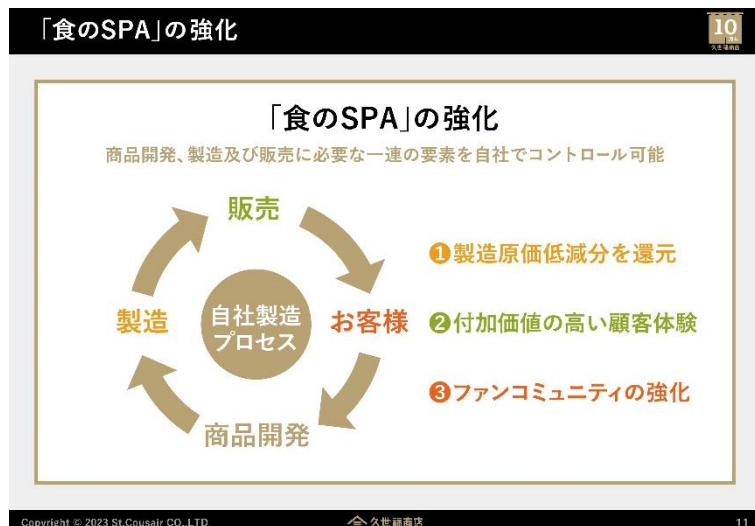 「食のSPA」の強化
10
久世福商店
「食のSPA」の強化
商品開発、製造及び販売に必要な一連の要素を自社でコントロール可能
販売
❶製造原価低減分を還元
製造
自社製造
プロセス
お客様
❷付加価値の高い顧客体験
❸ファンコミュニティの強化
商品開発
Copyright © 2023 St.Cousair CO.,LTD
久世福商店
11